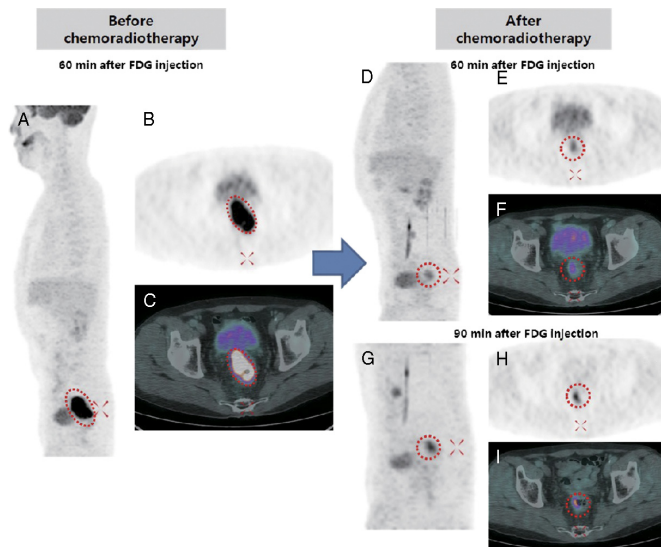 Before
chemoradiotherapy
60 min after FDG injection
A
B
C
After
chemoradiotherapy
60 min after FDG injection
D
E
F
90 min after FDG injection
G
H
I